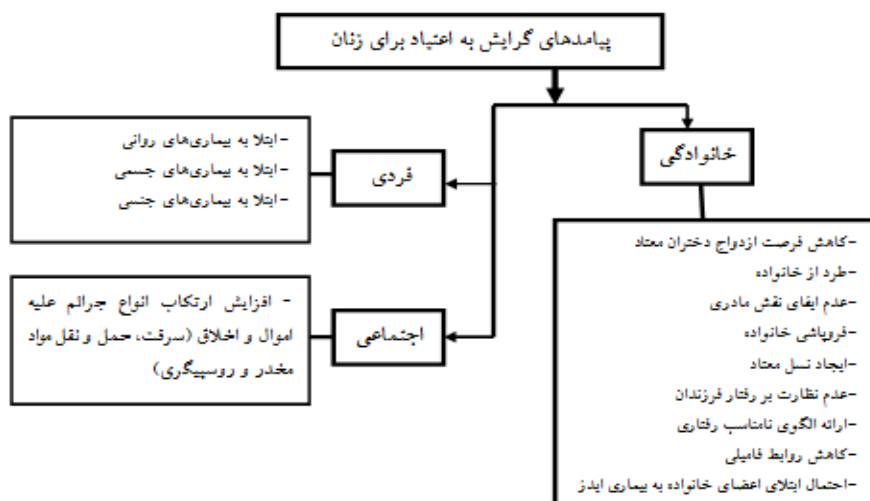 پیامدهای گرایش به اعتیاد برای زنان
خانوادگی
-کاهش فرصت ازدواج دختران معتاد
-طرد از خانواده
-عدم ایفای نقش مادری
-فروپاشی خانواده
-ایجاد نسل معتاد
-عدم نظارت بر رفتار فرزندان
-ارائه الگوی نامناسب رفتاری
-کاهش روابط فامیلی
-احتمال ابتلای اعضای خانواده به بیماری ایدز
فردی
-ابتلا به بیماری‌های روانی
-ابتلا به بیماری‌های جسمی
-ابتلا به بیماری‌های جنسی
اجتماعی
- افزایش ارتکاب انواع جرائم علیه
اموال و اخلاق (سرقت، حمل و نقل مواد
مخدر و روسپیگری)